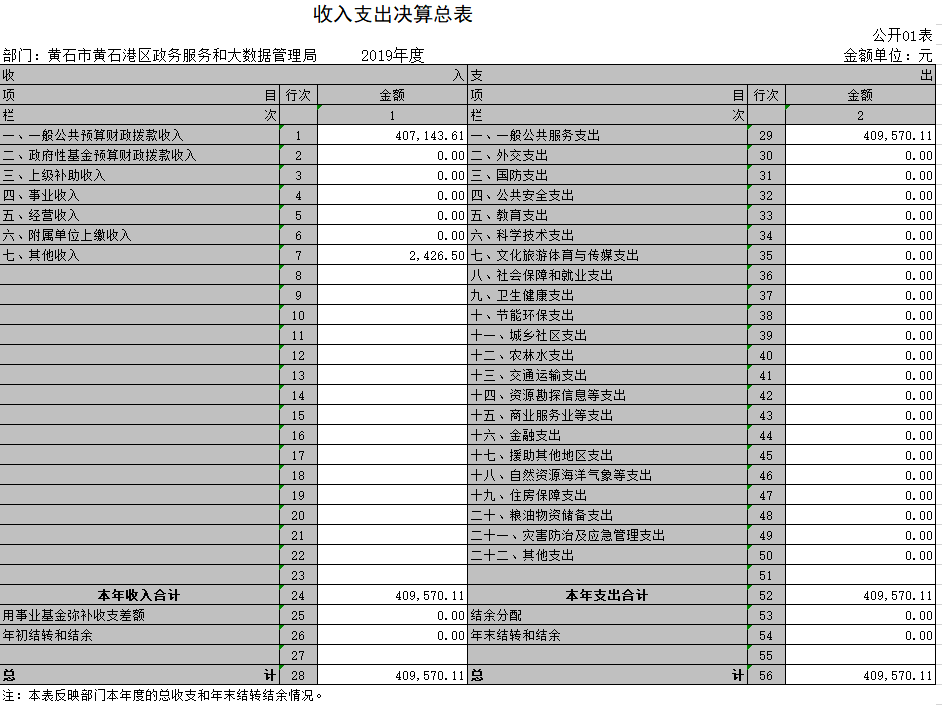 收入支出决算总表
公开01表
部门：黄石市黄石港区政务服务和大数据管理局 2019年度 金额单位：元
收 入 支 出
项 目 行次 金额 项 目 行次 金额
栏 次 1 栏 次 2
一、一般公共预算财政拨款收入 1 407,143.61 一、一般公共服务支出 29 409,570.11
二、政府性基金预算财政拨款收入 2 0.00 二、外交支出 30 0.00
三、上级补助收入 3 0.00 三、国防支出 31 0.00
四、事业收入 4 0.00 四、公共安全支出 32 0.00
五、经营收入 5 0.00 五、教育支出 33 0.00
六、附属单位上缴收入 6 0.00 六、科学技术支出 34 0.00
七、其他收入 7 2,426.50 七、文化旅游体育与传媒支出 35 0.00
8 八、社会保障和就业支出 36 0.00
9 九、卫生健康支出 37 0.00
10 十、节能环保支出 38 0.00
11 十一、城乡社区支出 39 0.00
12 十二、农林水支出 40 0.00
13 十三、交通运输支出 41 0.00
14 十四、资源勘探信息等支出 42 0.00
15 十五、商业服务业等支出 43 0.00
16 十六、金融支出 44 0.00
17 十七、援助其他地区支出 45 0.00
18 十八、自然资源海洋气象等支出 46 0.00
19 十九、住房保障支出 47 0.00
20 二十、粮油物资储备支出 48 0.00
21 二十一、灾害防治及应急管理支出 49 0.00
22 二十二、其他支出 50 0.00
23 51
本年收入合计 24 409,570.11 本年支出合计 52 409,570.11
用事业基金弥补收支差额 25 0.00 结余分配 53 0.00
年初结转和结余 26 0.00 年末结转和结余 54 0.00
27 55
总 计 28 409,570.11 总 计 56 409,570.11
注：本表反映部门本年度的总收支和年末结转结余情况。